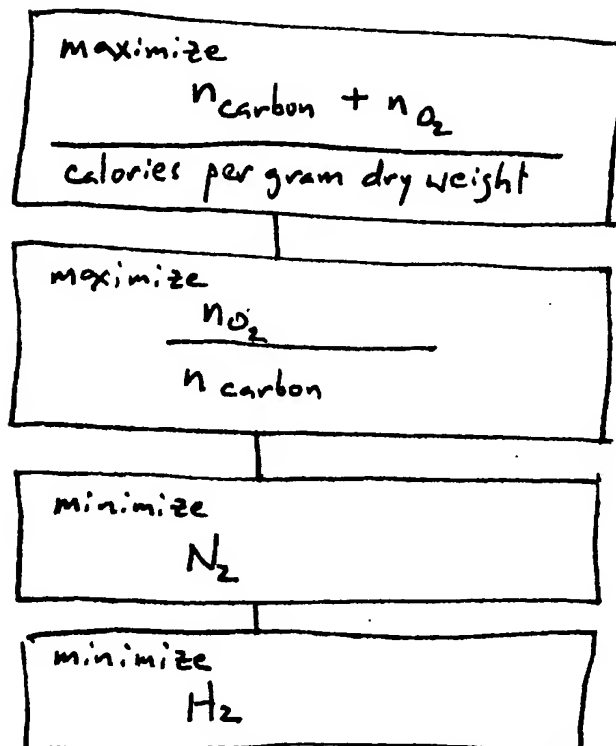 maximize
n carbon + n O₂
calories per gram dry weight
maximize
n O₂
n carbon
minimize
N₂
minimize
H₂